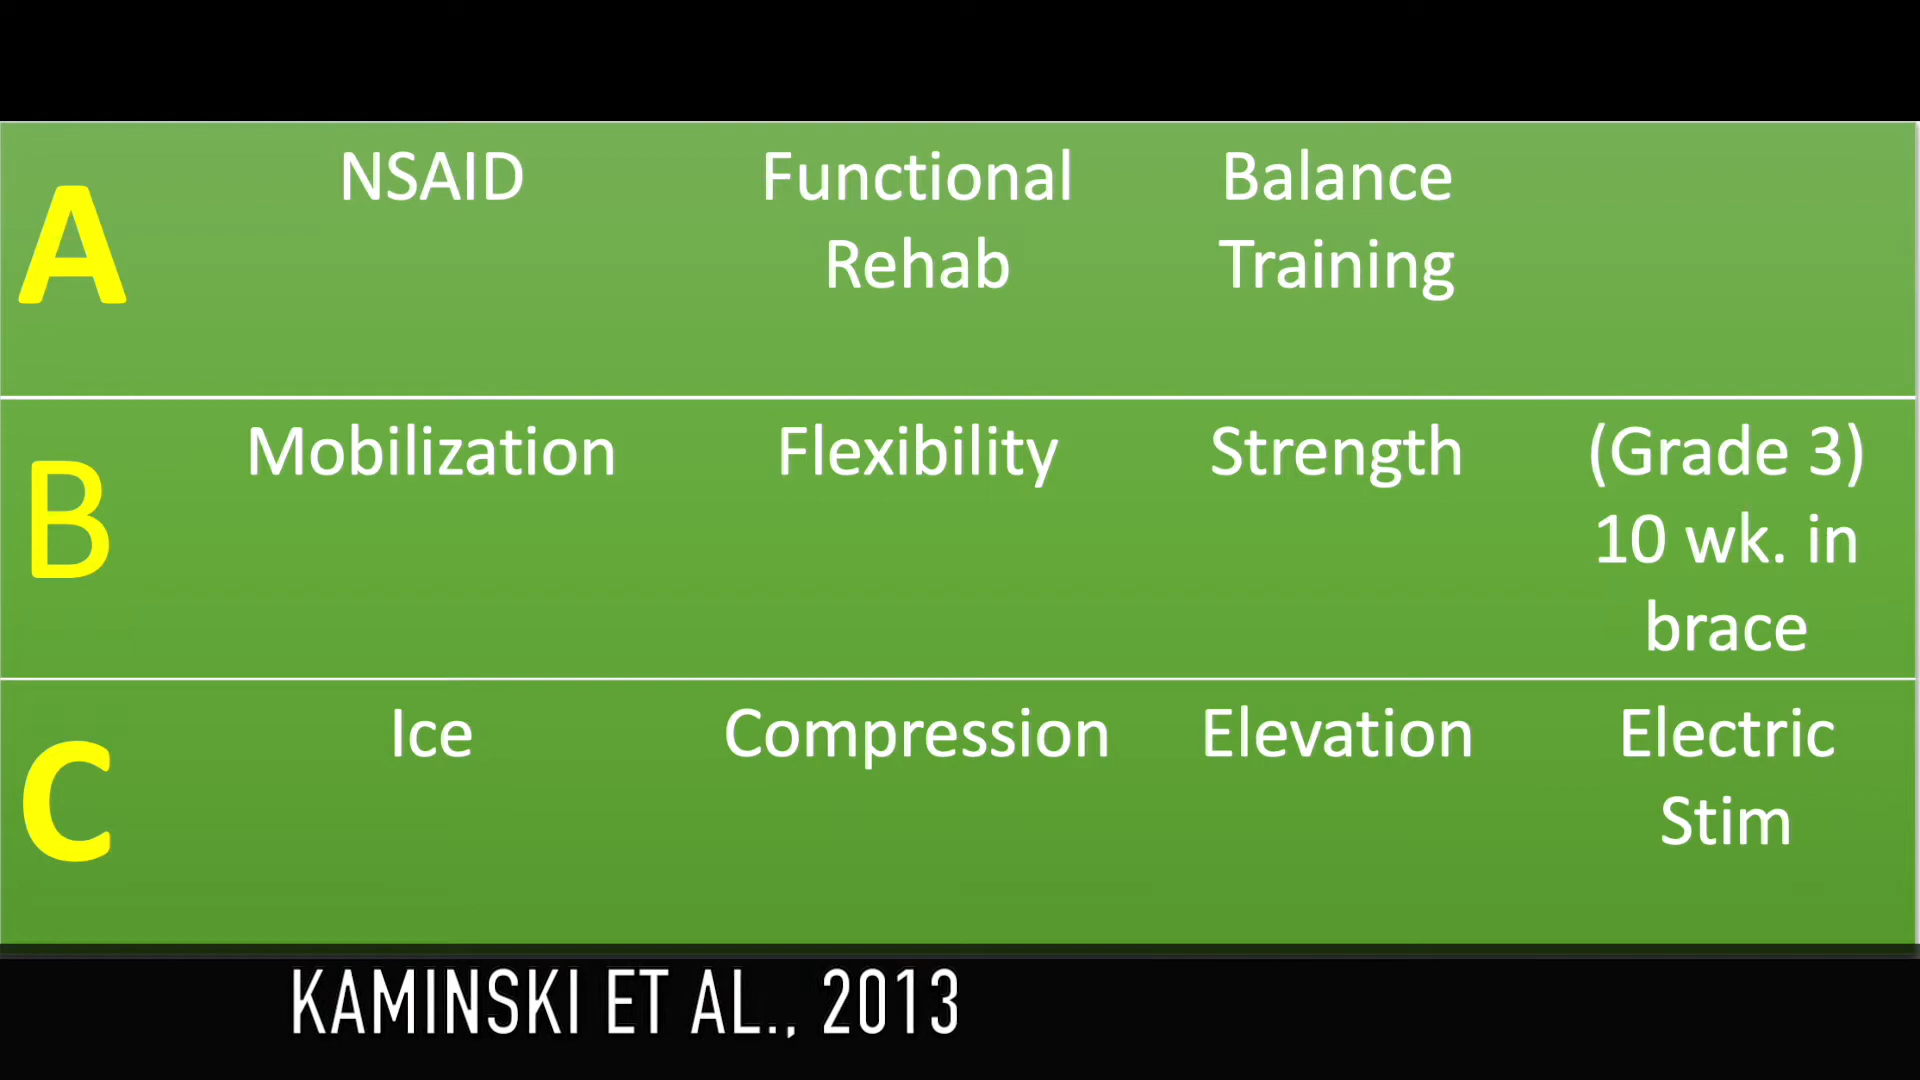 A
NSAID
Functional
Rehab
Balance
Training
B
Mobilization
Flexibility
Strength
(Grade 3)
10 wk. in
brace
C
Ice
Compression
Elevation
Electric
Stim
KAMINSKI ET AL., 2013